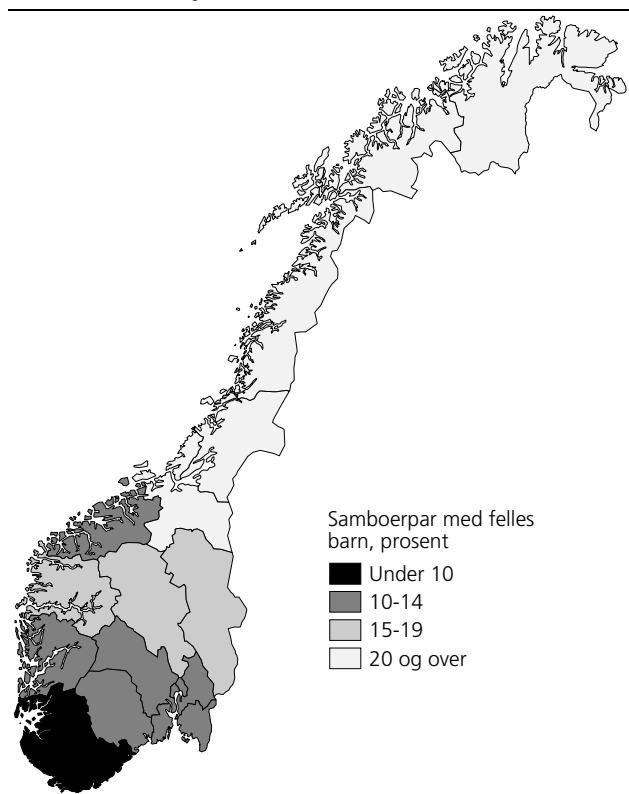 Samboerpar med felles
barn, prosent
Under 10
10-14
15-19
20 og over